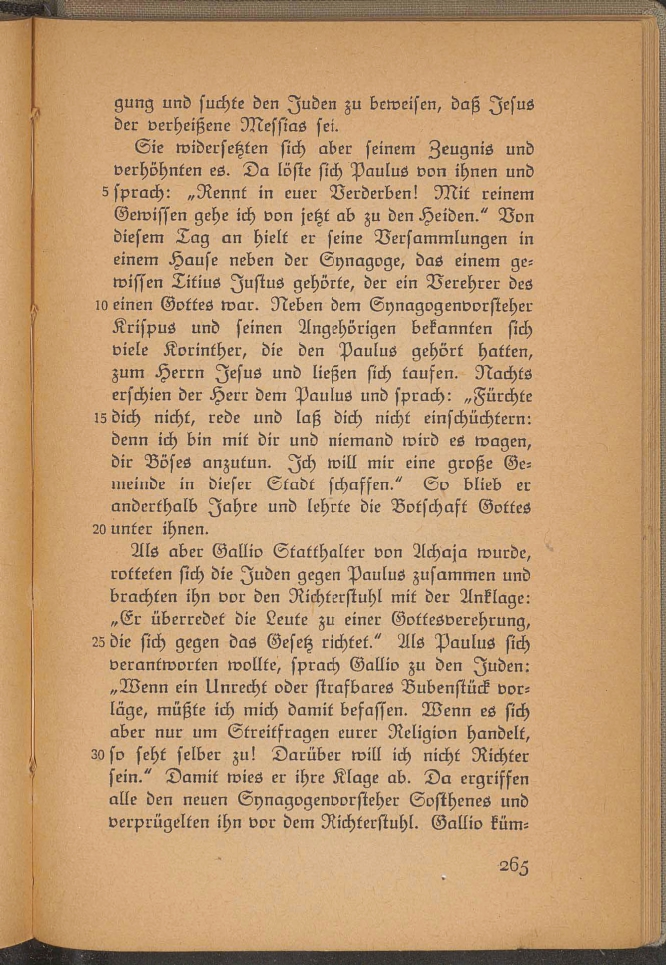 gung und suchte den Juden zu beweisen, daß Jesus
der verheißene Messias sei.
Sie widersetzten sich aber seinem Zeugnis und
verhöhnten es. Da löste sich Paulus von ihnen und
5 sprach: „Rennt in euer Verderben! Mit reinem
Gewissen gehe ich von jetzt ab zu den Heiden.“ Von
diesem Tag an hielt er seine Versammlungen in
einem Hause neben der Synagoge, das einem ge-
wissen Titius Justus gehörte, der ein Verehrer des
10 einen Gottes war. Neben dem Synagogenvorsteher
Krispus und seinen Angehörigen bekannten sich
viele Korinther, die den Paulus gehört hatten,
zum Herrn Jesus und ließen sich taufen. Nachts
erschien der Herr dem Paulus und sprach: „Fürchte
15 dich nicht, rede und laß dich nicht einschüchtern:
denn ich bin mit dir und niemand wird es wagen,
dir Böses anzutun. Ich will mir eine große Ge-
meinde in dieser Stadt schaffen.“ So blieb er
anderthalb Jahre und lehrte die Botschaft Gottes
20 unter ihnen.
Als aber Gallio Statthalter von Achaja wurde,
rotteten sich die Juden gegen Paulus zusammen und
brachten ihn vor den Richterstuhl mit der Anklage:
„Er überredet die Leute zu einer Gottesverehrung,
25 die sich gegen das Gesetz richtet.“ Als Paulus sich
verantworten wollte, sprach Gallio zu den Juden:
„Wenn ein Unrecht oder strafbares Bubenstück vor-
läge, müßte ich mich damit befassen. Wenn es sich
aber nur um Streitfragen eurer Religion handelt,
30 so seht selber zu! Darüber will ich nicht Richter
sein.“ Damit wies er ihre Klage ab. Da ergriffen
alle den neuen Synagogenvorsteher Sosthenes und
verprügelten ihn vor dem Richterstuhl. Gallio küm-
265